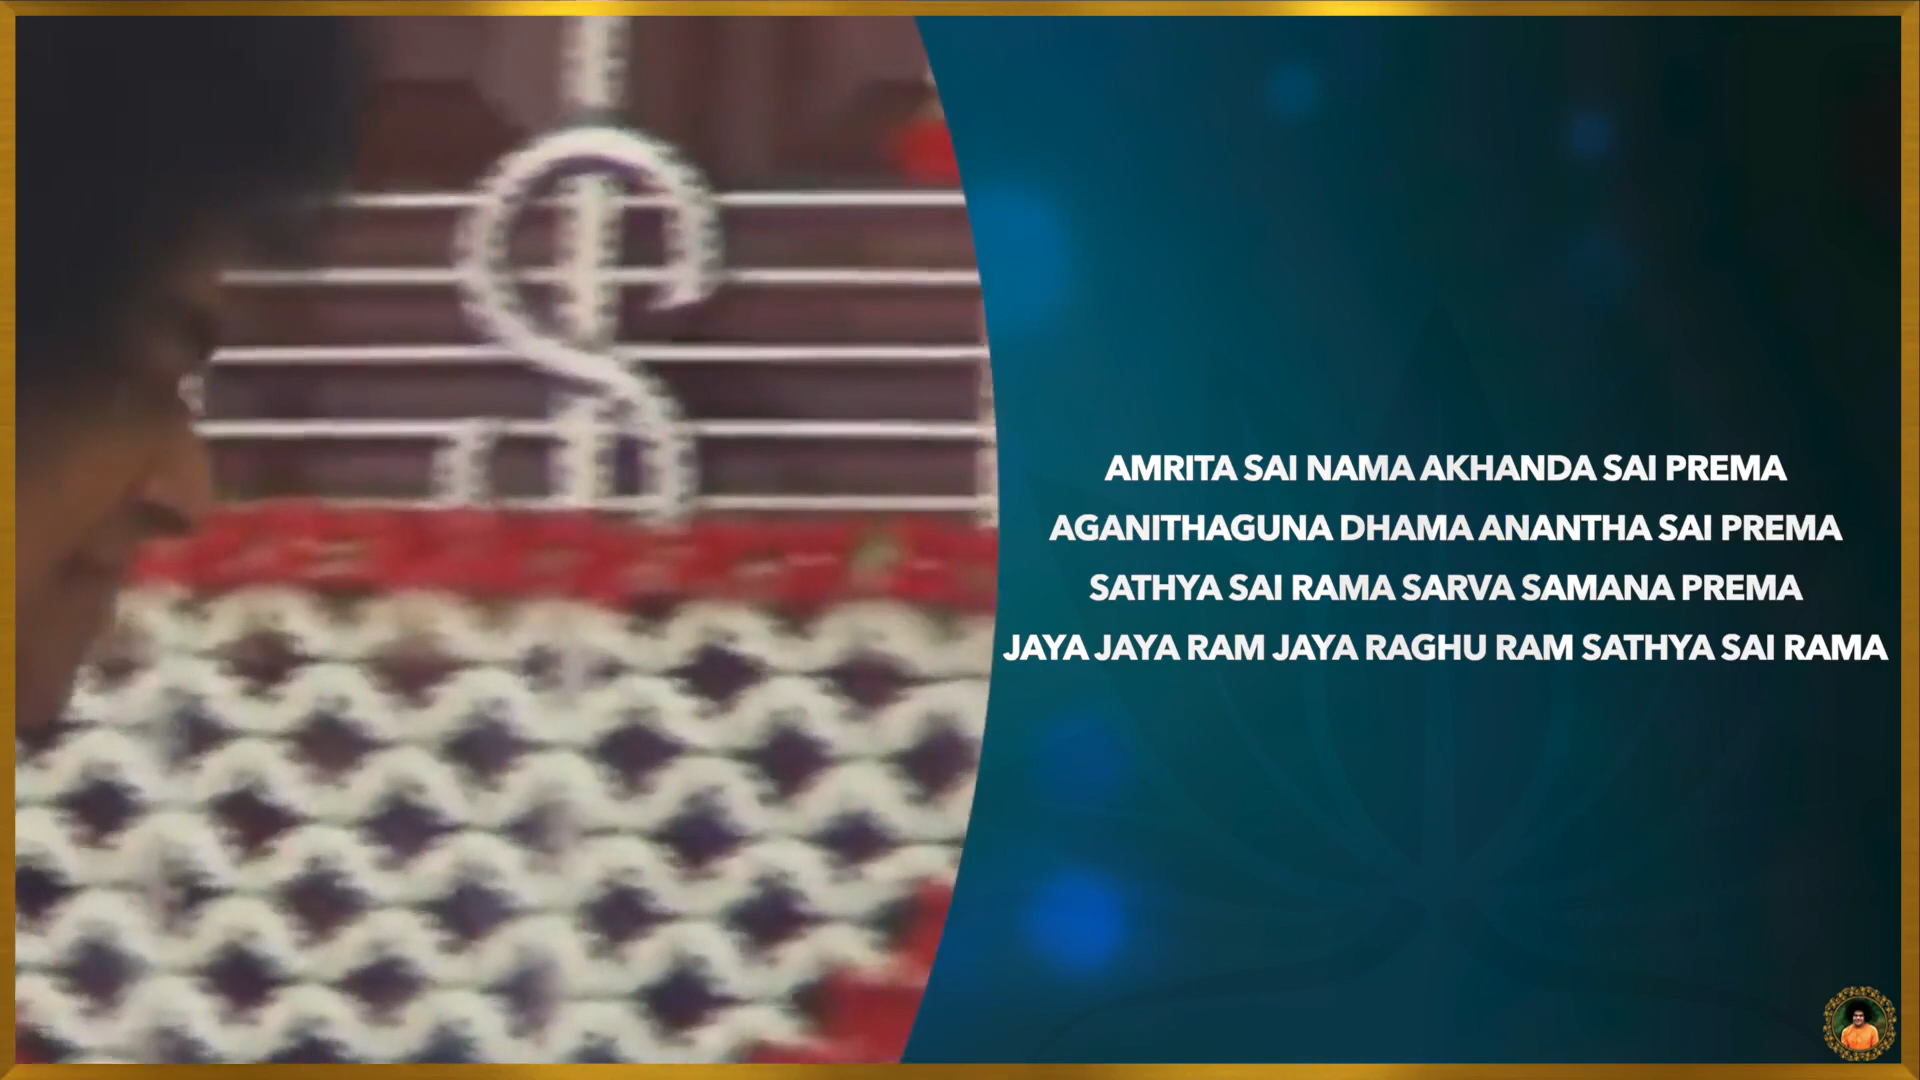 AMRITA SAI NAMA AKHANDA SAI PREMA
AGANITHAGUNA DHAMA ANANTHA SAI PREMA
SATHYA SAI RAMA SARVA SAMANA PREMA
JAYA JAYA RAM JAYA RAGHU RAM SATHYA SAI RAMA